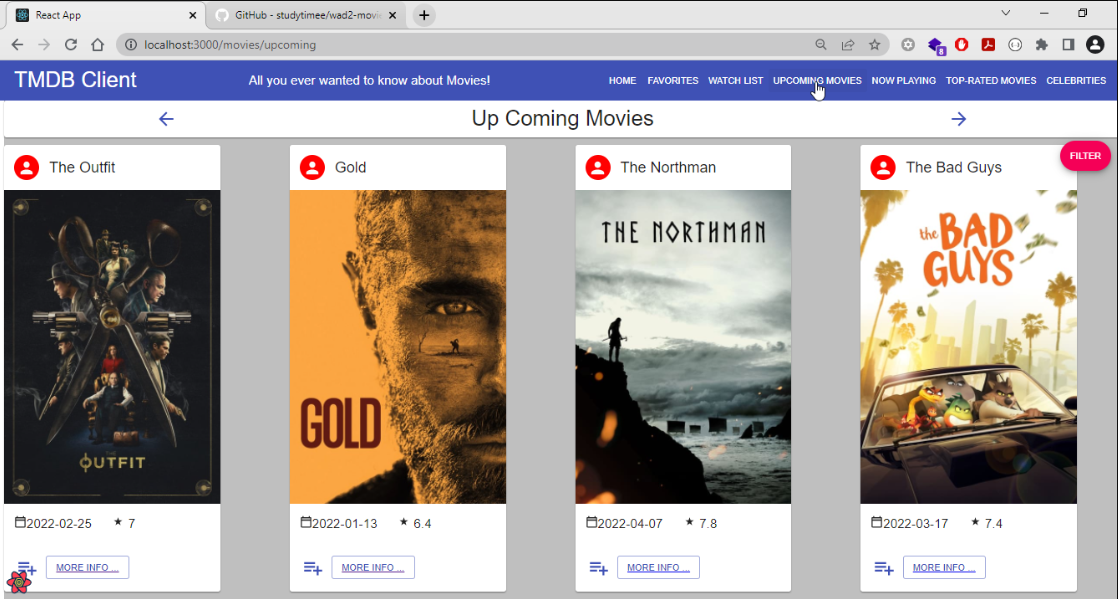 React App
GitHub - studytimee/wad2-movi
localhost:3000/movies/upcoming
8
TMDB Client
All you ever wanted to know about Movies!
HOME FAVORITES WATCH LIST UPCOMING MOVIES NOW PLAYING TOP-RATED MOVIES CELEBRITIES
Up Coming Movies
FILTER
The Outfit
Gold
The Northman
The Bad Guys
THE OUTFIT
GOLD
THE NORTHMAN
the BAD
GUYS
2022-02-25 7
2022-01-13 6.4
2022-04-07 7.8
2022-03-17 7.4
MORE INFO ...
MORE INFO ...
MORE INFO ...
MORE INFO ...